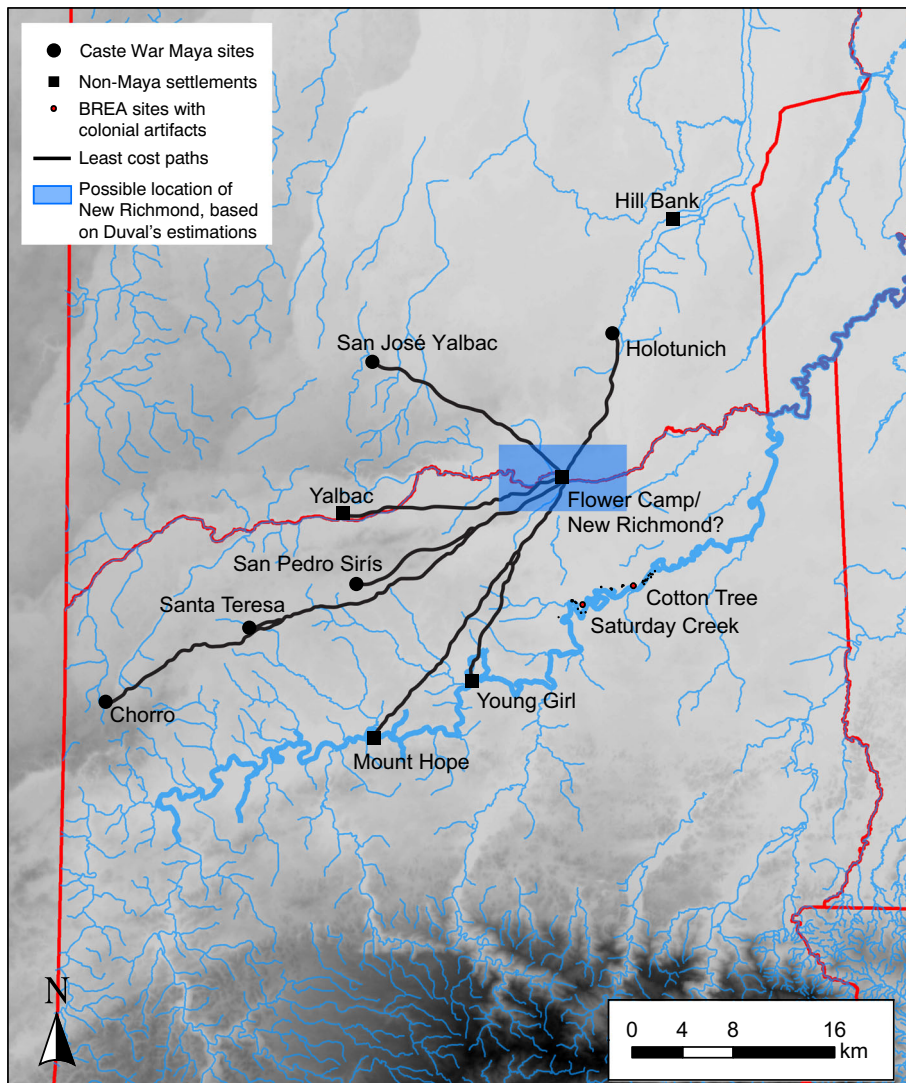 Caste War Maya sites
Non-Maya settlements
BREA sites with
colonial artifacts
Least cost paths
Possible location of
New Richmond, based
on Duval's estimations
Hill Bank
San José Yalbac
Holotunich
Yalbac
Flower Camp/
New Richmond?
San Pedro Sirís
Cotton Tree
Santa Teresa
Saturday Creek
Young Girl
Chorro
Mount Hope
N
0 4 8 16
km